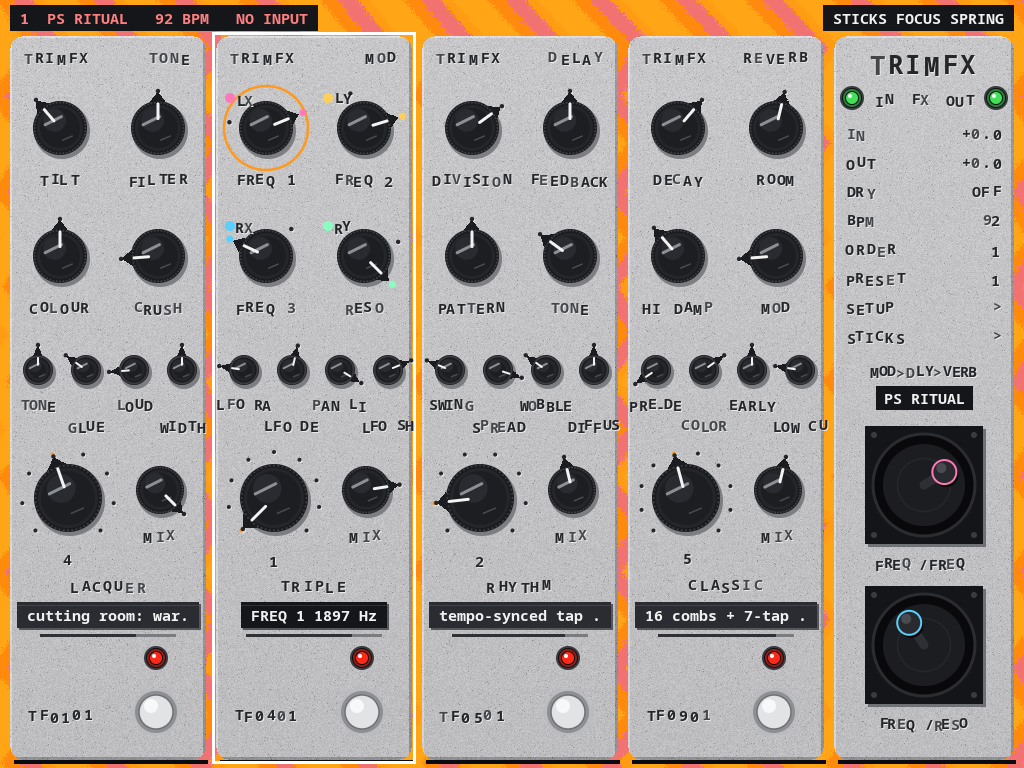 1 PS RITUAL 92 BPM NO INPUT
STICKS FOCUS SPRING
TRIMFX TONE
TILT FILTER
COLOUR CRUSH
TONE LOUD
GLUE WIDTH
MIX
4
LACQUER
cutting room: war.
TF0101
TRIMFX MOD
LX LY
FREQ 1 FREQ 2
RX RY
FREQ 3 RESO
LFO RA PAN LI
LFO DE LFO SH
MIX
1
TRIPLE
FREQ 1 1897 Hz
TF0401
TRIMFX DELAY
DIVISION FEEDBACK
PATTERN TONE
SWING WOBBLE
SPREAD DIFFUS
MIX
2
RHYTHM
tempo-synced tap .
TF0501
TRIMFX REVERB
DECAY ROOM
HI DAMP MOD
PRE-DE EARLY
COLOR LOW CU
MIX
5
CLASSIC
16 combs + 7-tap .
TF0901
TRIMFX
IN FX OUT
IN +0.0
OUT +0.0
DRY OFF
BPM 92
ORDER 1
PRESET 1
SETUP >
STICKS >
MOD>DLY>VERB
PS RITUAL
FREQ /FREQ
FREQ /RESO